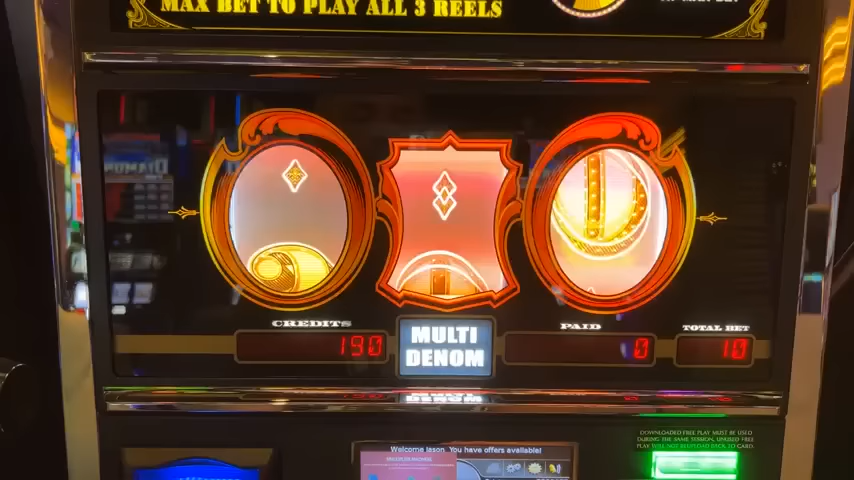 MAX BET TO PLAY ALL 3 REELS
CREDITS
190
MULTI
DENOM
PAID
0
TOTAL BET
10
DOWNLOADED FREE PLAY MUST BE USED
DURING THE SAME SESSION, UNUSED FREE
PLAY WILL NOT BE RELOAD BACK TO CARD.
Welcome Jason. You have offers available!